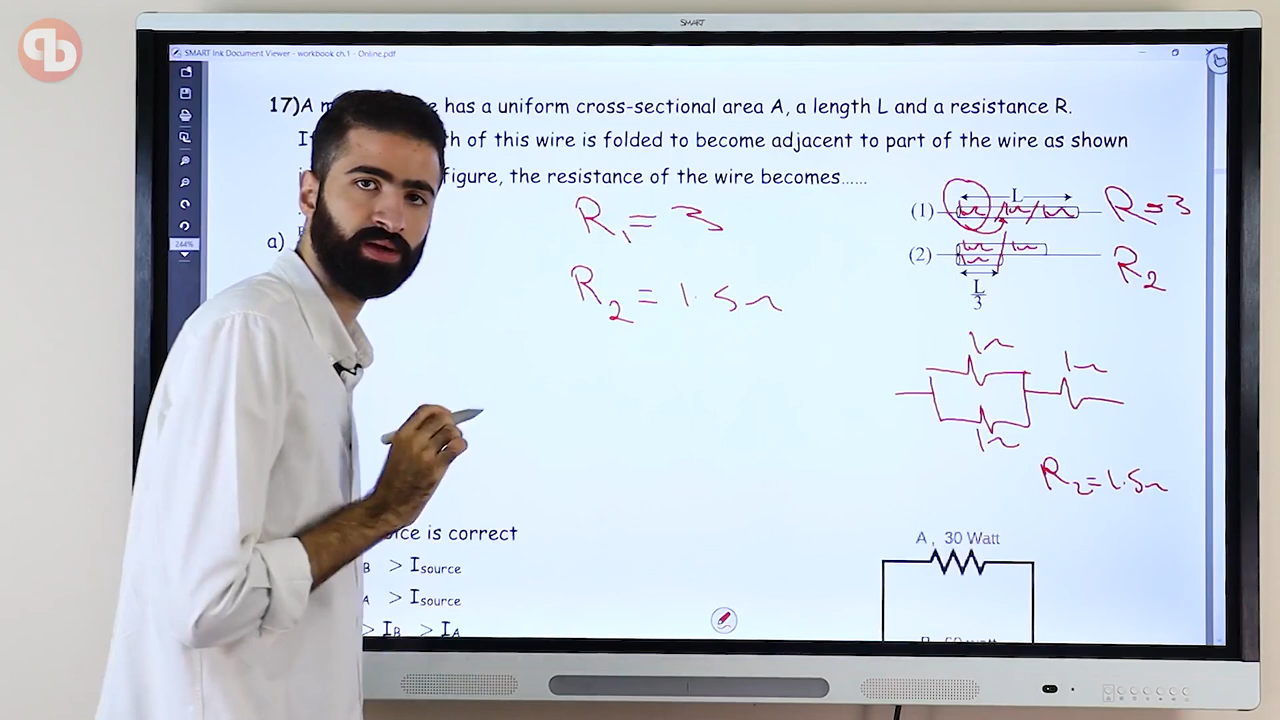 pb
SMART
SMART Ink Document Viewer - workbook ch.1 - Online.pdf
17)A has a uniform cross-sectional area A, a length L and a resistance R.
of this wire is folded to become adjacent to part of the wire as shown
figure, the resistance of the wire becomes......
244%
a)
R₁ = 3
R₂ = 1.5Ω
L
(1) R=3
(2) R₂
L/3
1Ω
1Ω
1Ω
R₂=1.5Ω
is correct
B > Isource
A > Isource
> IB > IA
A , 30 Watt